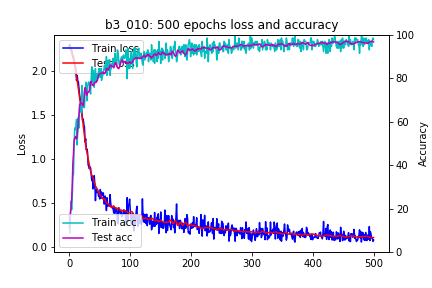 b3_010: 500 epochs loss and accuracy
Train loss
Test loss
Train acc
Test acc
Loss
Accuracy
2.0
1.5
1.0
0.5
0.0
100
80
60
40
20
0
0
100
200
300
400
500